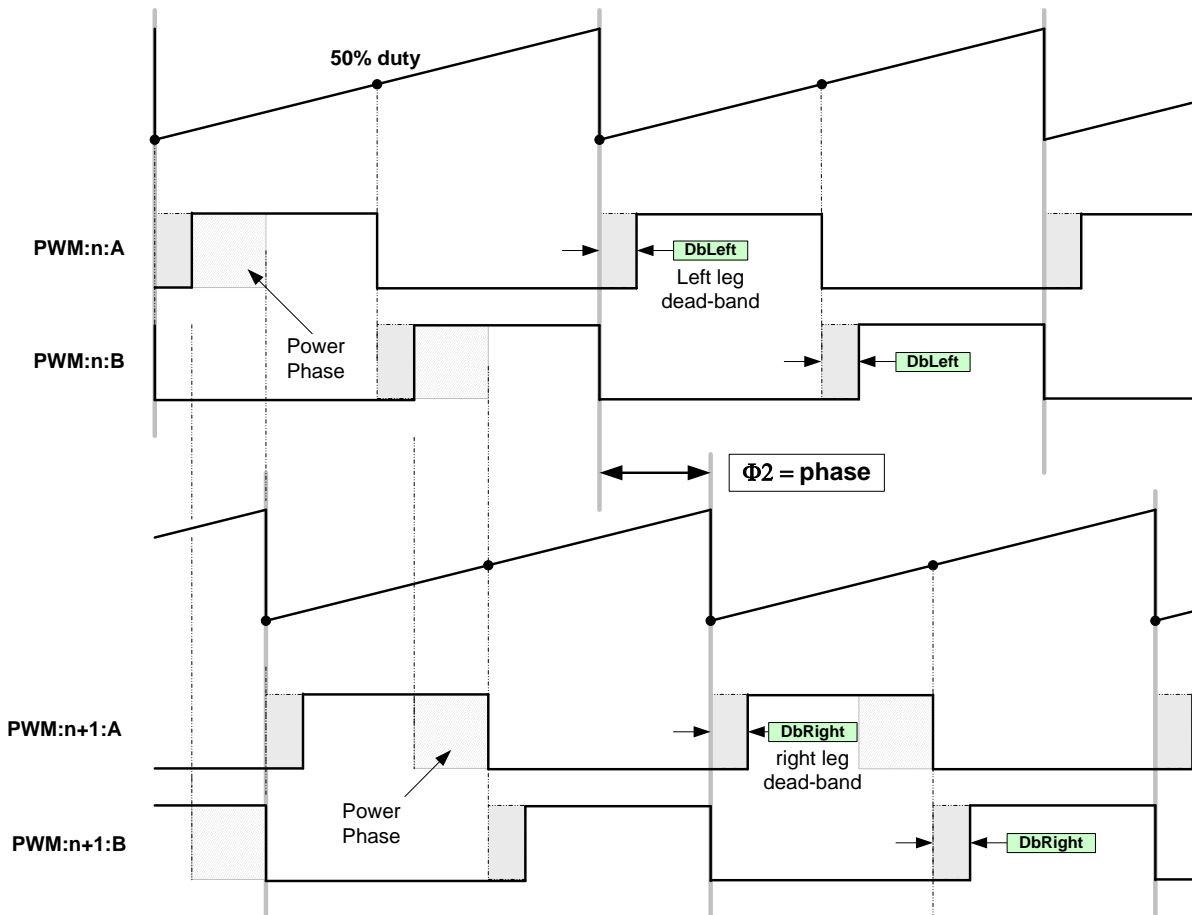 50% duty
PWM:n:A
DbLeft
Left leg
dead-band
Power
Phase
PWM:n:B
DbLeft
Φ2 = phase
PWM:n+1:A
DbRight
right leg
dead-band
Power
Phase
PWM:n+1:B
DbRight